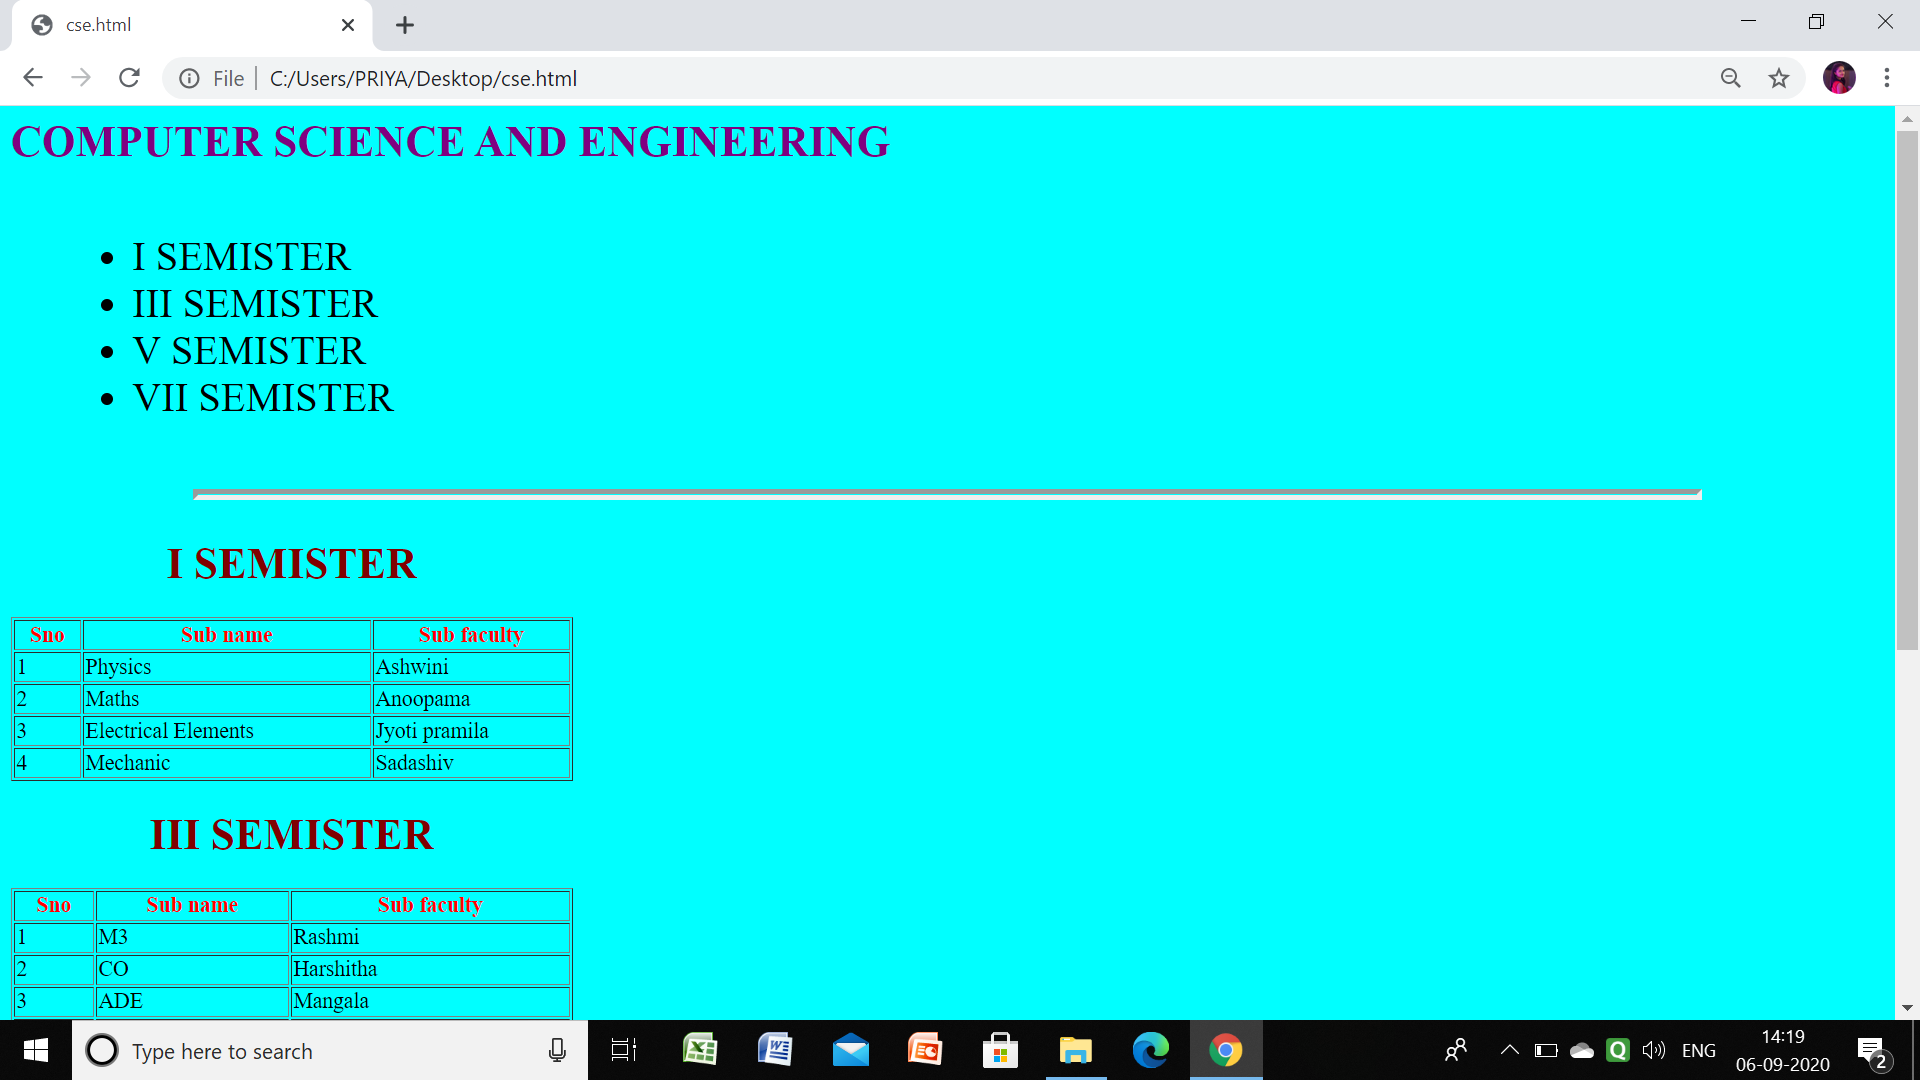 cse.html
File
C:/Users/PRIYA/Desktop/cse.html
COMPUTER SCIENCE AND ENGINEERING
• I SEMISTER
• III SEMISTER
• V SEMISTER
• VII SEMISTER
I SEMISTER
Sno Sub name Sub faculty
1 Physics Ashwini
2 Maths Anoopama
3 Electrical Elements Jyoti pramila
4 Mechanic Sadashiv
III SEMISTER
Sno Sub name Sub faculty
1 M3 Rashmi
2 CO Harshitha
3 ADE Mangala
Type here to search
ENG
14:19
06-09-2020
2